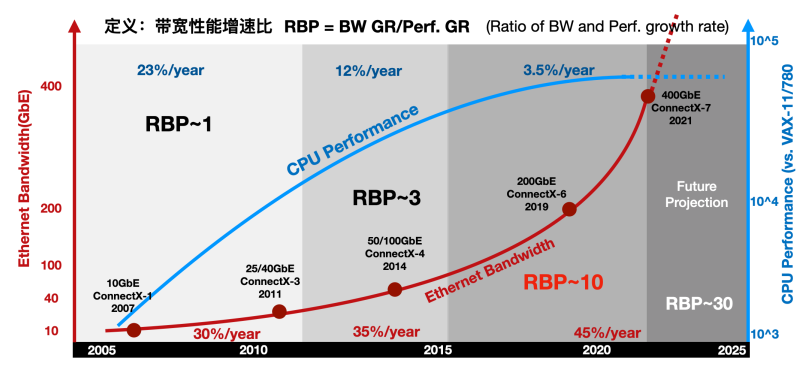 定义：带宽性能增速比 RBP = BW GR/Perf. GR (Ratio of BW and Perf. growth rate)
Ethernet Bandwidth(GbE)
400
200
100
40
10
23%/year
12%/year
3.5%/year
RBP~1
RBP~3
RBP~10
RBP~30
CPU Performance
Ethernet Bandwidth
10GbE
ConnectX-1
2007
25/40GbE
ConnectX-3
2011
50/100GbE
ConnectX-4
2014
200GbE
ConnectX-6
2019
400GbE
ConnectX-7
2021
Future
Projection
30%/year
35%/year
45%/year
2005
2010
2015
2020
2025
10^5
10^4
10^3
CPU Performance (vs. VAX-11/780